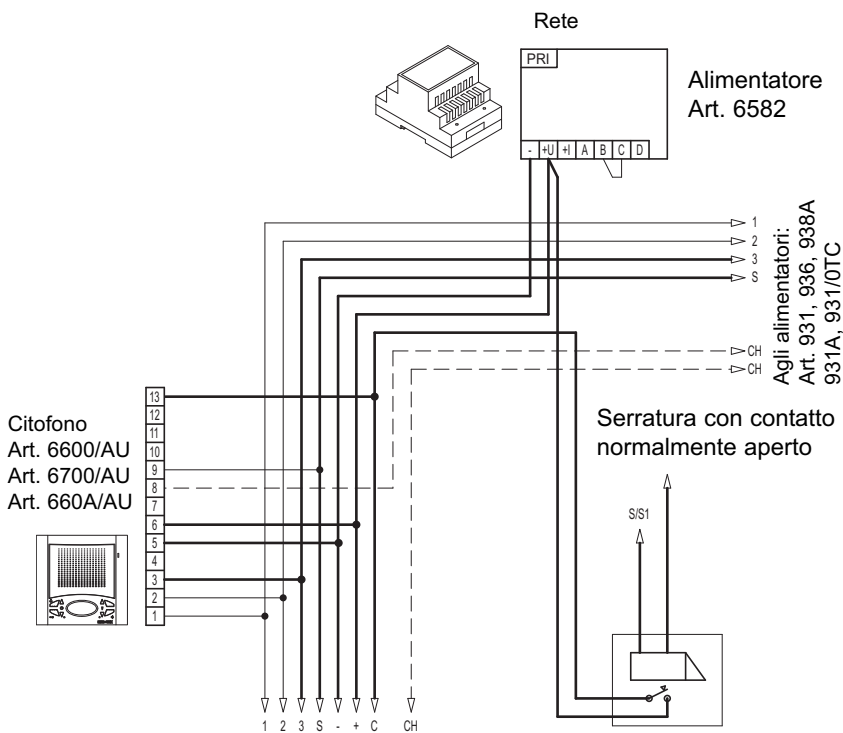 Rete
PRI
Alimentatore
Art. 6582
- +U +I A B C D
1
2
3
S
CH
CH
Agli alimentatori:
Art. 931, 936, 938A
931A, 931/0TC
Serratura con contatto
normalmente aperto
S/S1
Citofono
Art. 6600/AU
Art. 6700/AU
Art. 660A/AU
13
12
11
10
9
8
7
6
5
4
3
2
1
1 2 3 S - + C CH